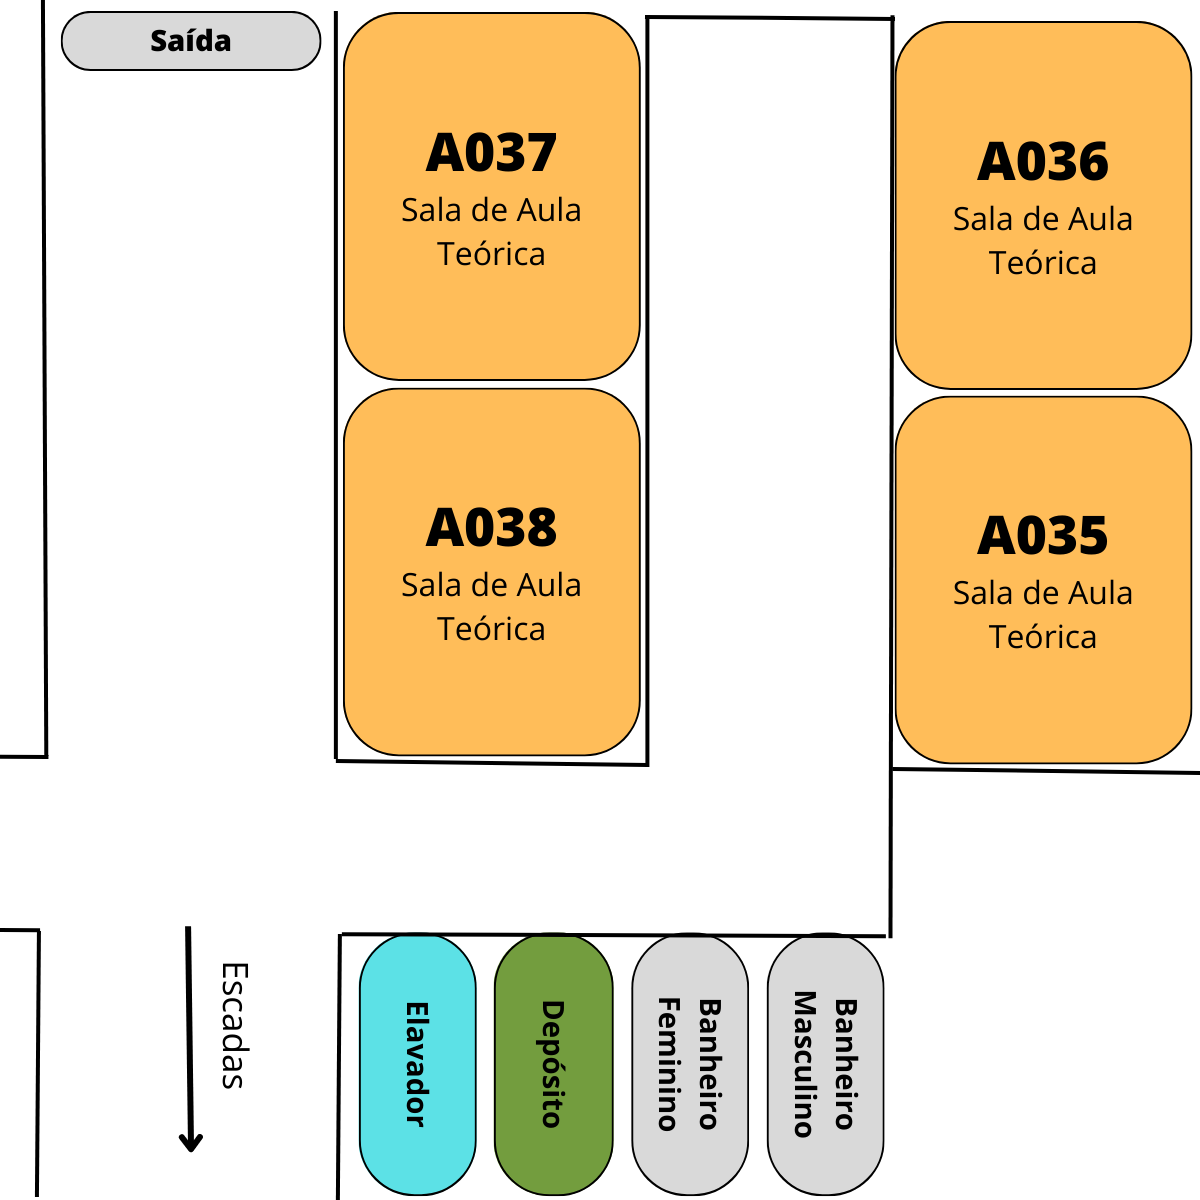 Saída
A037
Sala de Aula
Teórica
A036
Sala de Aula
Teórica
A038
Sala de Aula
Teórica
A035
Sala de Aula
Teórica
Escadas
Elavador
Depósito
Banheiro
Feminino
Banheiro
Masculino